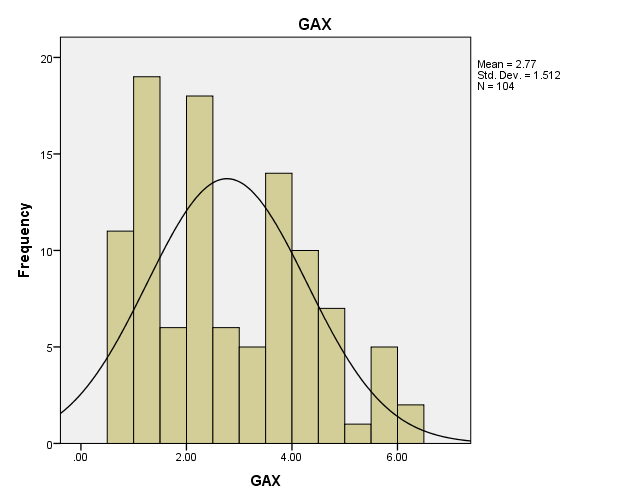 GAX
Mean = 2.77
Std. Dev. = 1.512
N = 104
20
15
10
5
0
Frequency
.00
2.00
4.00
6.00
GAX